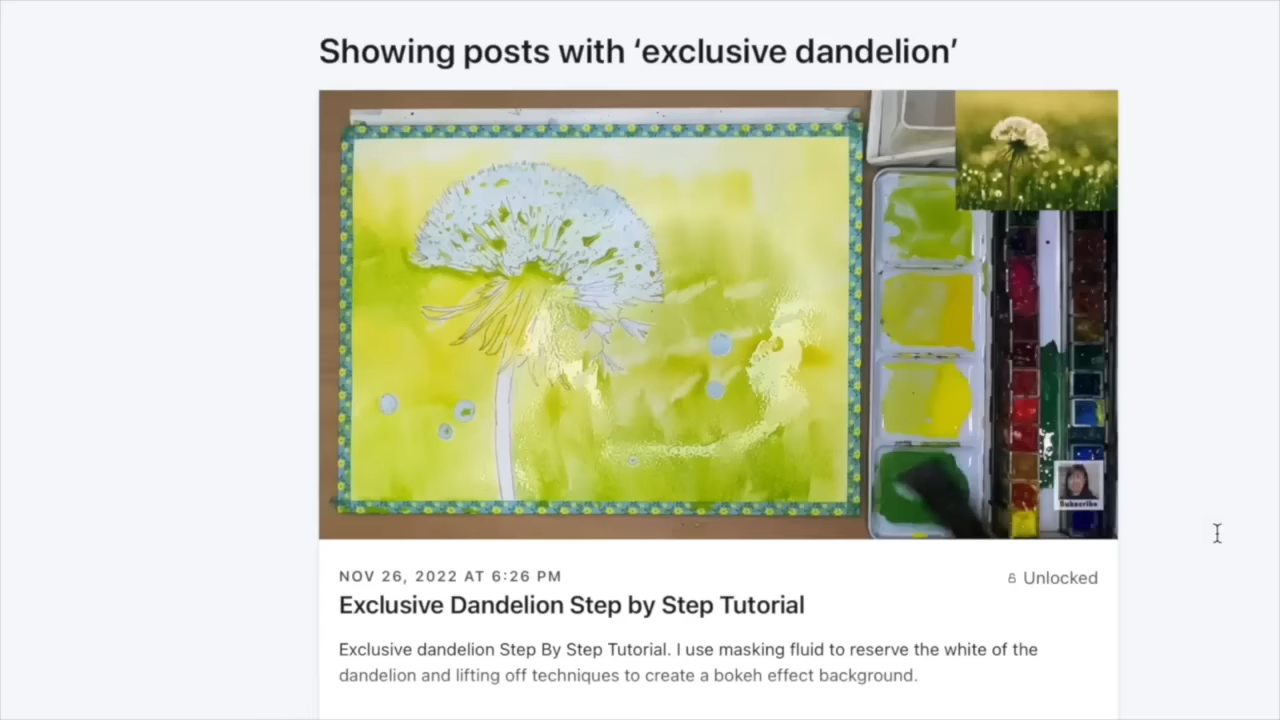 Showing posts with ‘exclusive dandelion’
Subscribe
NOV 26, 2022 AT 6:26 PM
Unlocked
Exclusive Dandelion Step by Step Tutorial
Exclusive dandelion Step By Step Tutorial. I use masking fluid to reserve the white of the
dandelion and lifting off techniques to create a bokeh effect background.